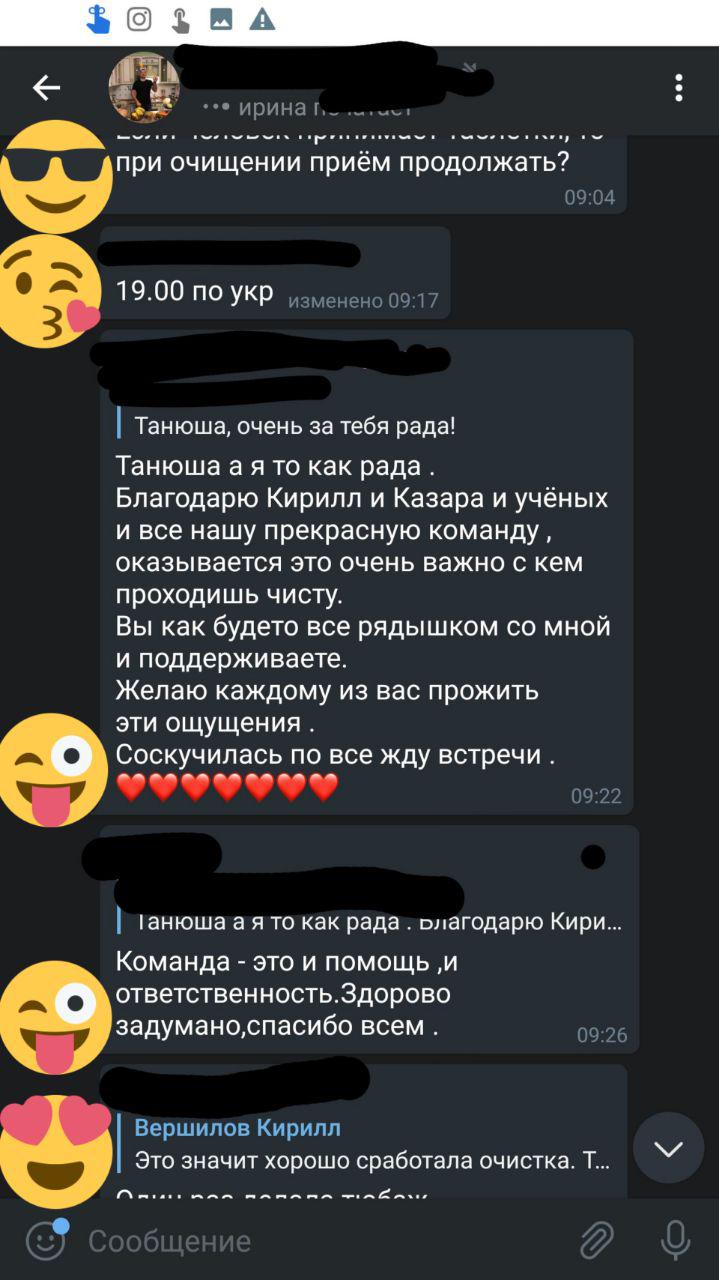 ирина
при очищении приём продолжать?
09:04
19.00 по укр изменено 09:17
Танюша, очень за тебя рада!
Танюша а я то как рада .
Благодарю Кирилл и Казара и учёных
и все нашу прекрасную команду ,
оказывается это очень важно с кем
проходишь чисту.
Вы как будето все рядышком со мной
и поддерживаете.
Желаю каждому из вас прожить
эти ощущения .
Соскучилась по все жду встречи .
09:22
Танюша а я то как рада . Благодарю Кири...
Команда - это и помощь ,и
ответственность.Здорово
задумано,спасибо всем .
09:26
Вершилов Кирилл
Это значит хорошо сработала очистка. Т...
Сообщение